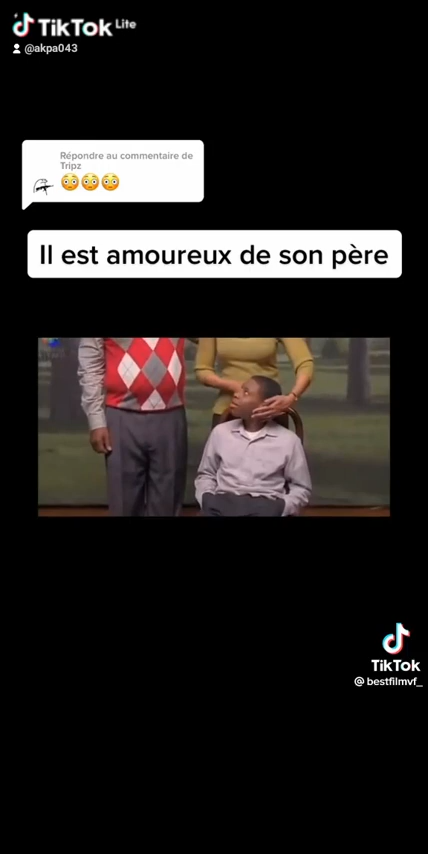 TikTok Lite
@akpa043
Répondre au commentaire de
Tripz
😳😳😳
Il est amoureux de son père
TikTok
@ bestfilmvf_